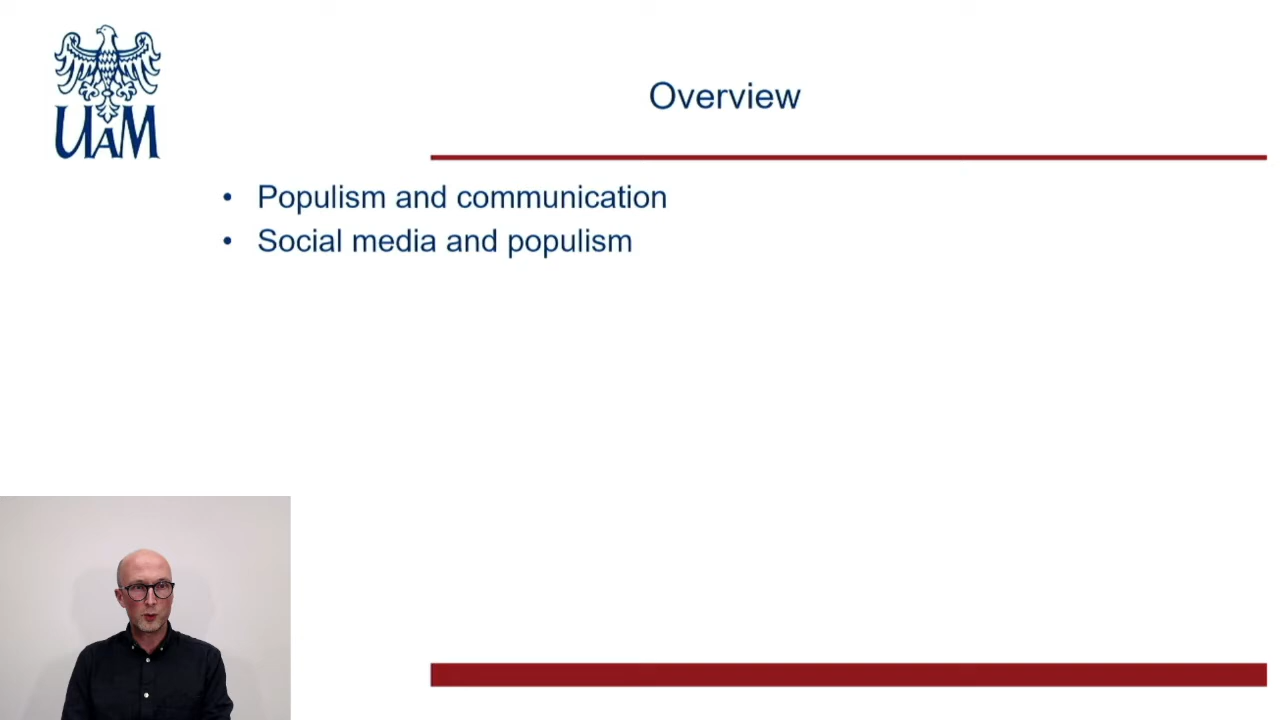 UAM
Overview
• Populism and communication
• Social media and populism